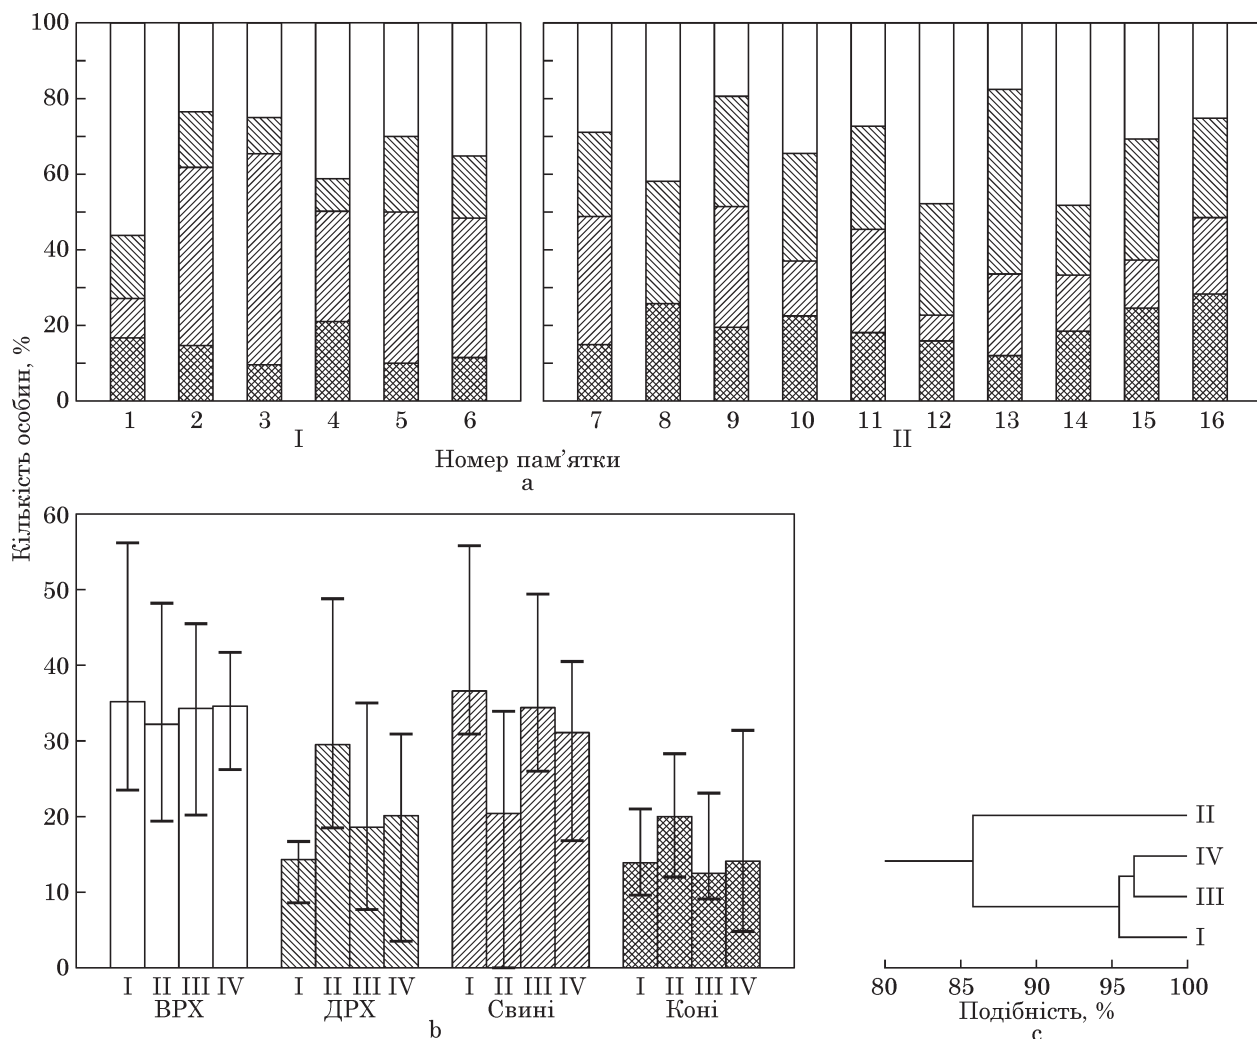 100
80
60
40
20
0
1 2 3 4 5 6 7 8 9 10 11 12 13 14 15 16
I II
Номер пам’ятки
a
Кількість особин, %
60
50
40
30
20
10
0
I II III IV I II III IV I II III IV I II III IV
ВРХ ДРХ Свині Коні
b
II
IV
III
I
80 85 90 95 100
Подібність, %
c